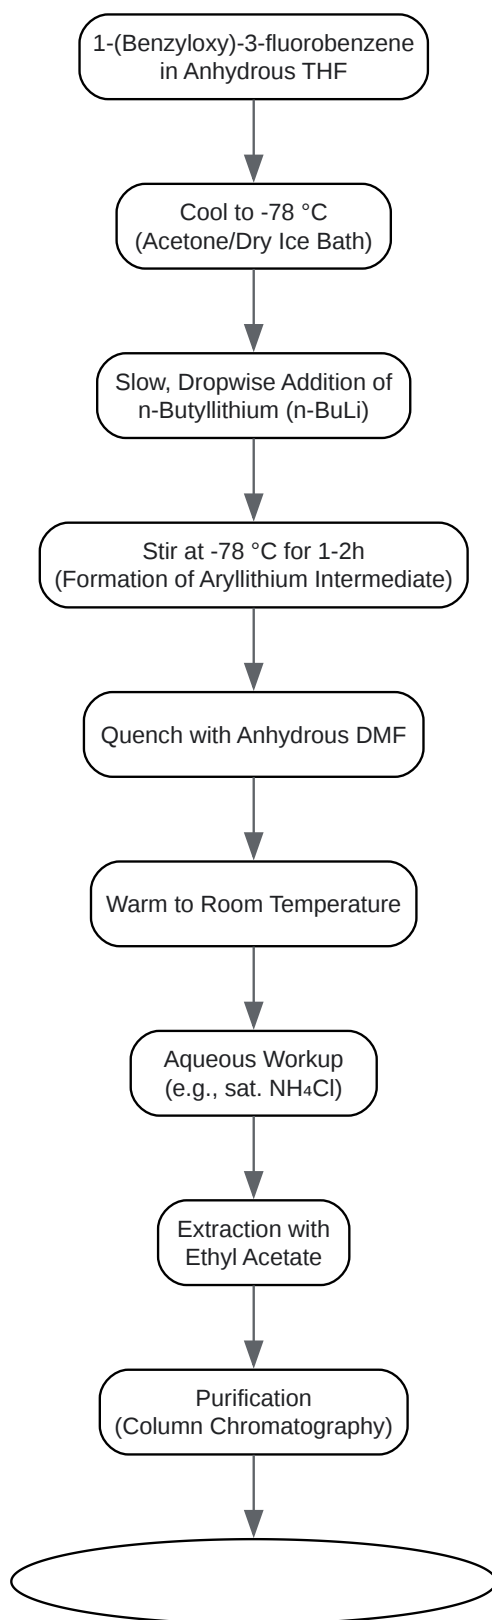 1-(Benzyloxy)-3-fluorobenzene
in Anhydrous THF
Cool to -78 °C
(Acetone/Dry Ice Bath)
Slow, Dropwise Addition of
n-Butyllithium (n-BuLi)
Stir at -78 °C for 1-2h
(Formation of Aryllithium Intermediate)
Quench with Anhydrous DMF
Warm to Room Temperature
Aqueous Workup
(e.g., sat. NH₄Cl)
Extraction with
Ethyl Acetate
Purification
(Column Chromatography)